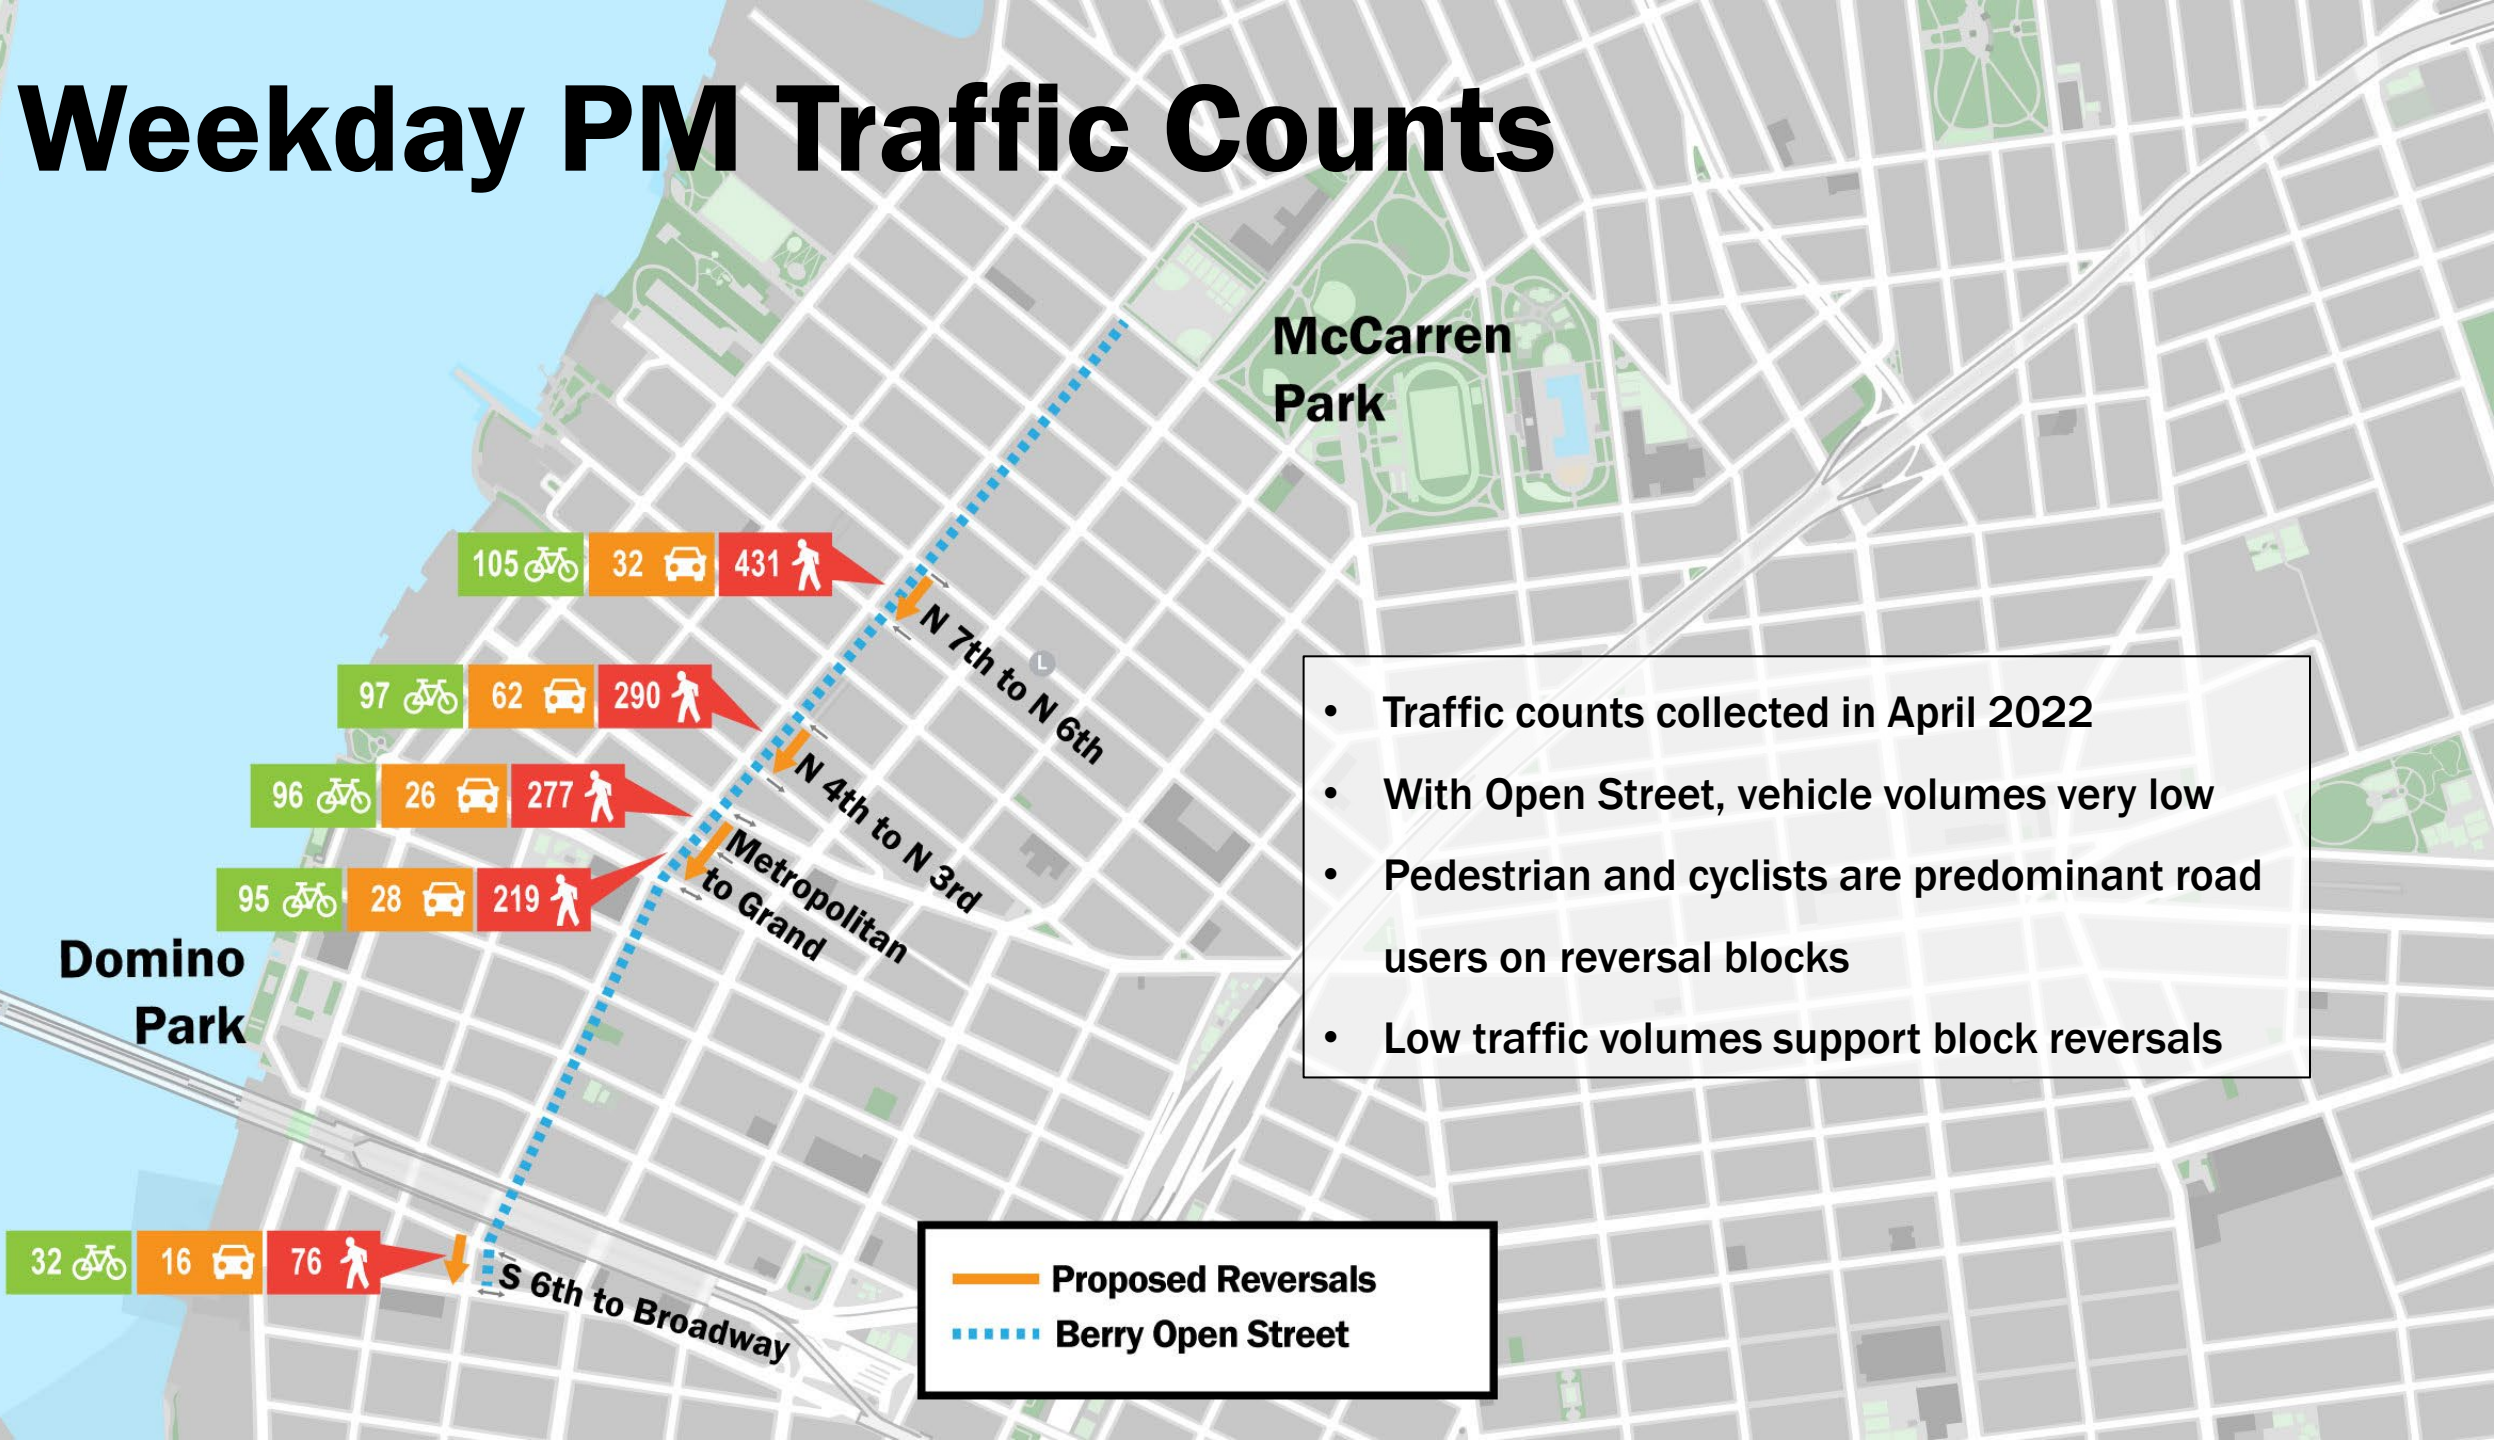 Weekday PM Traffic Counts
McCarren
Park
105 32 431
N 7th to N 6th
L
97 62 290
N 4th to N 3rd
96 26 277
Metropolitan
to Grand
95 28 219
Domino
Park
• Traffic counts collected in April 2022
• With Open Street, vehicle volumes very low
• Pedestrian and cyclists are predominant road
users on reversal blocks
• Low traffic volumes support block reversals
32 16 76
S 6th to Broadway
Proposed Reversals
Berry Open Street